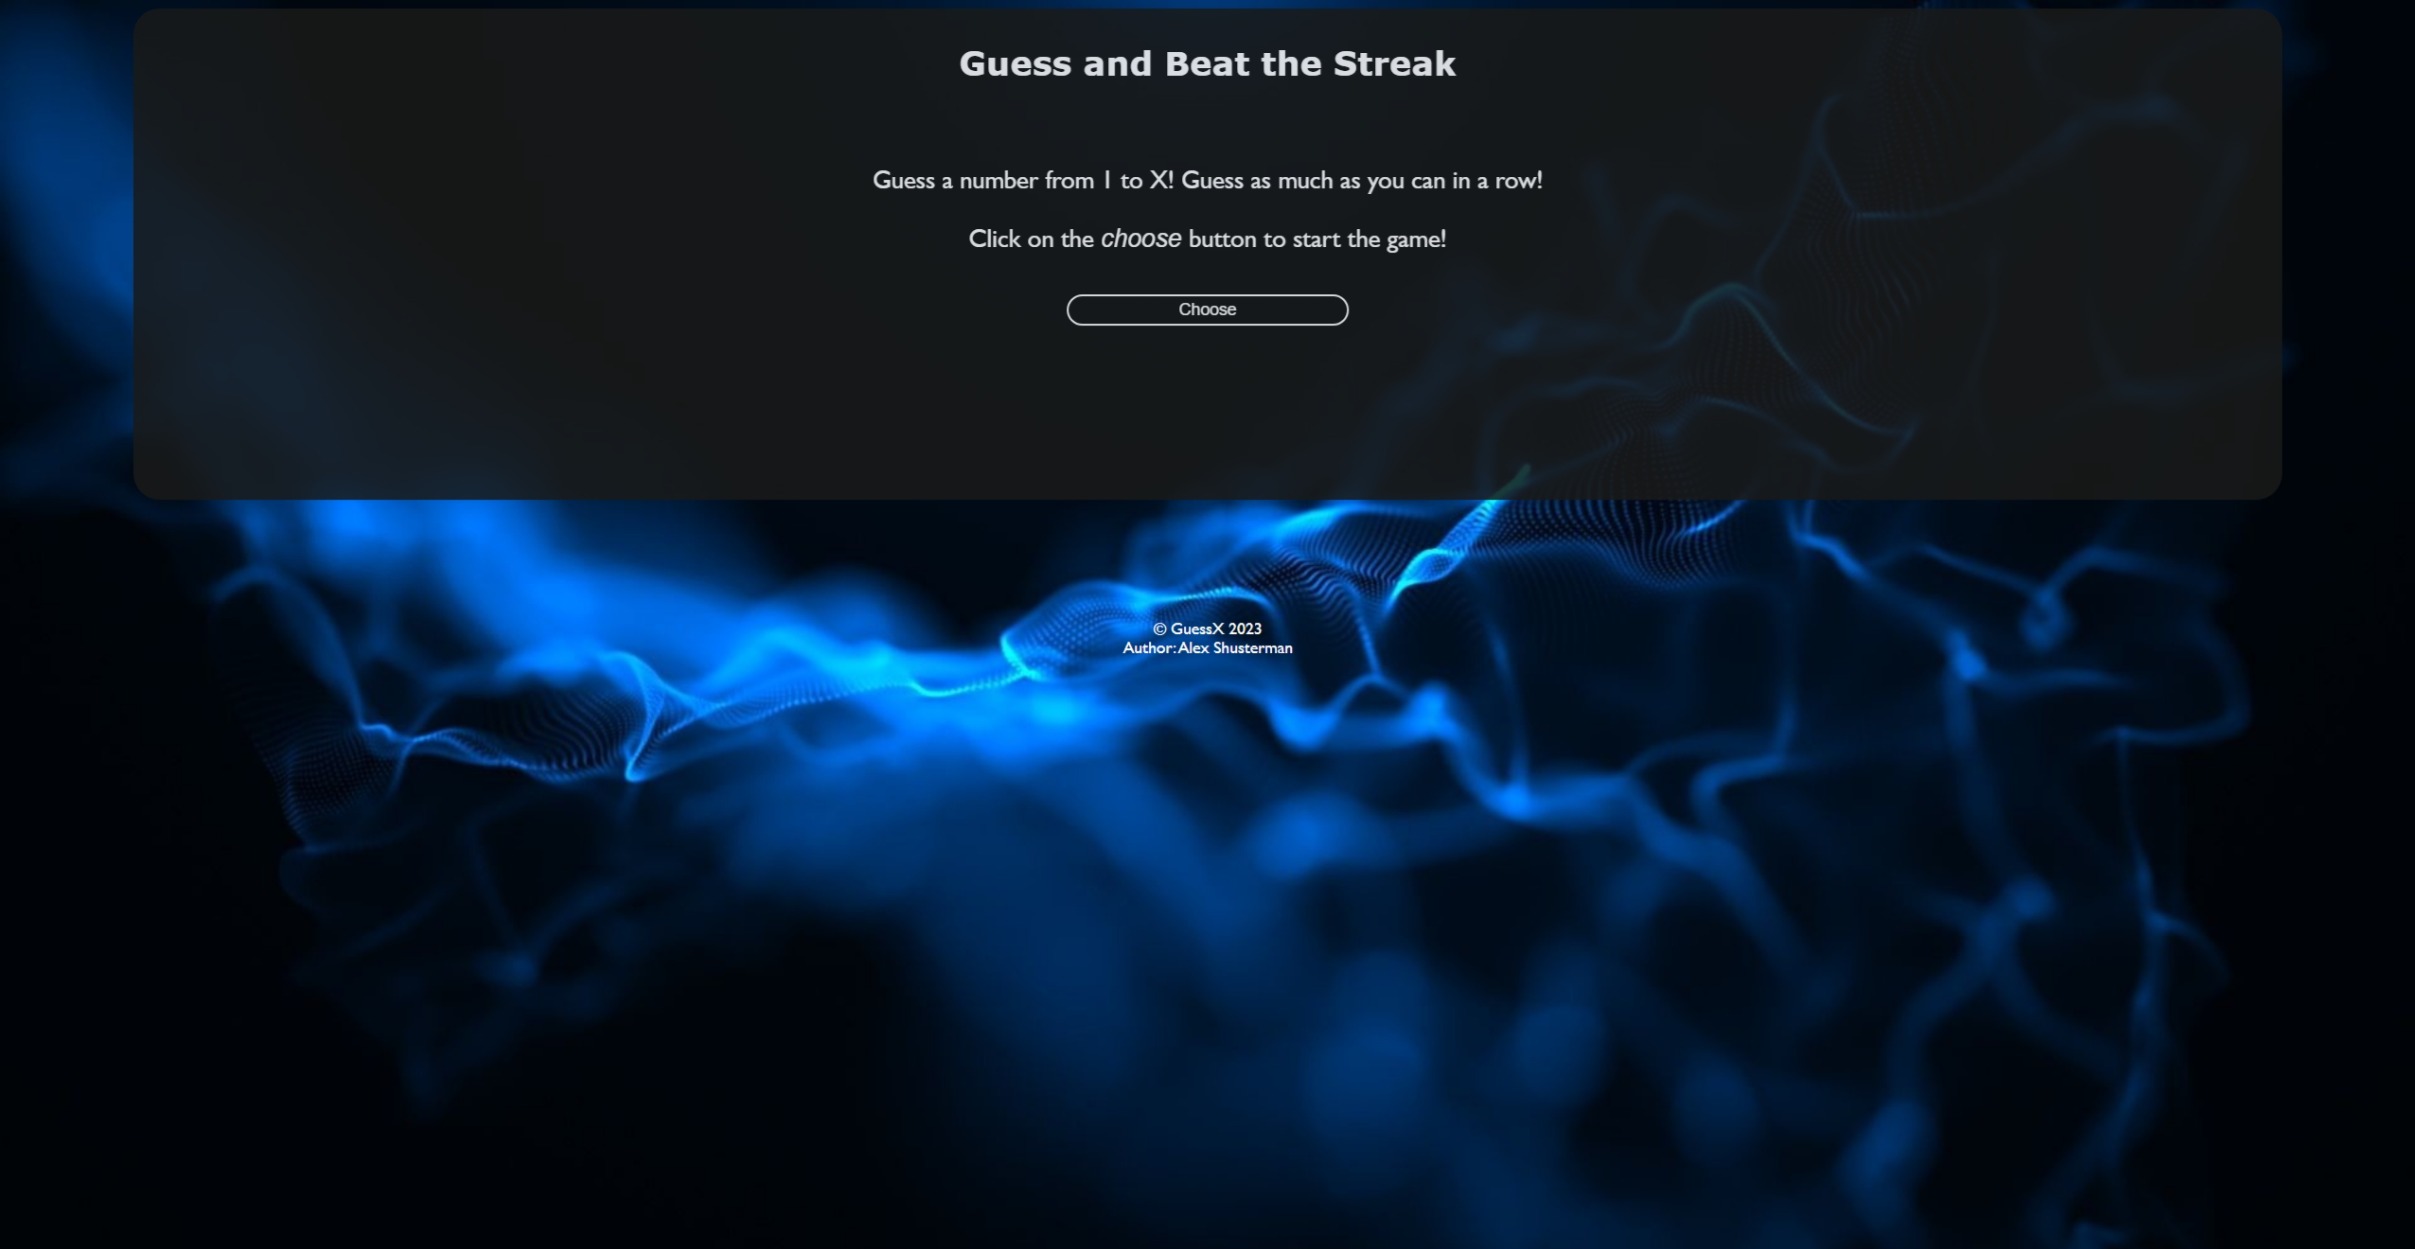 Guess and Beat the Streak
Guess a number from 1 to X! Guess as much as you can in a row!
Click on the choose button to start the game!
Choose
© GuessX 2023
Author: Alex Shusterman